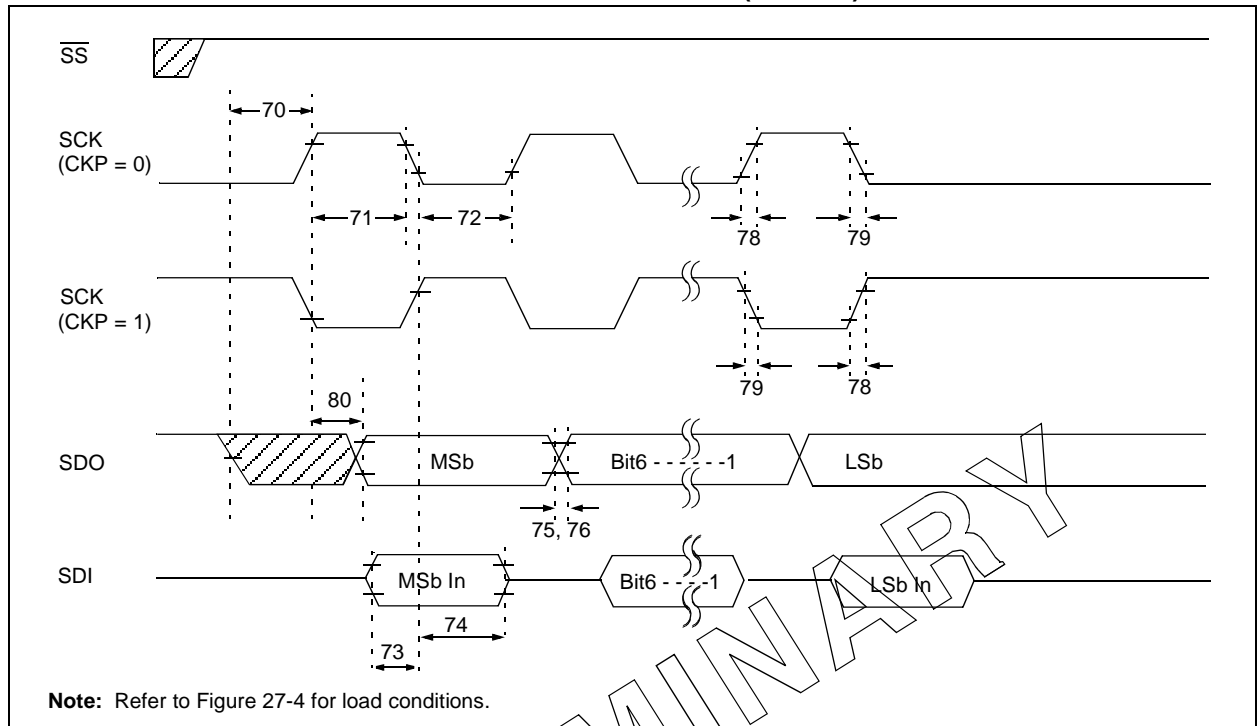 SS
70
SCK
(CKP = 0)
71
72
78
79
SCK
(CKP = 1)
79
78
80
SDO
MSb
Bit6 - - - - - -1
LSb
75, 76
SDI
MSb In
Bit6 - - - -1
LSb In
74
73
Note: Refer to Figure 27-4 for load conditions.
MINARY